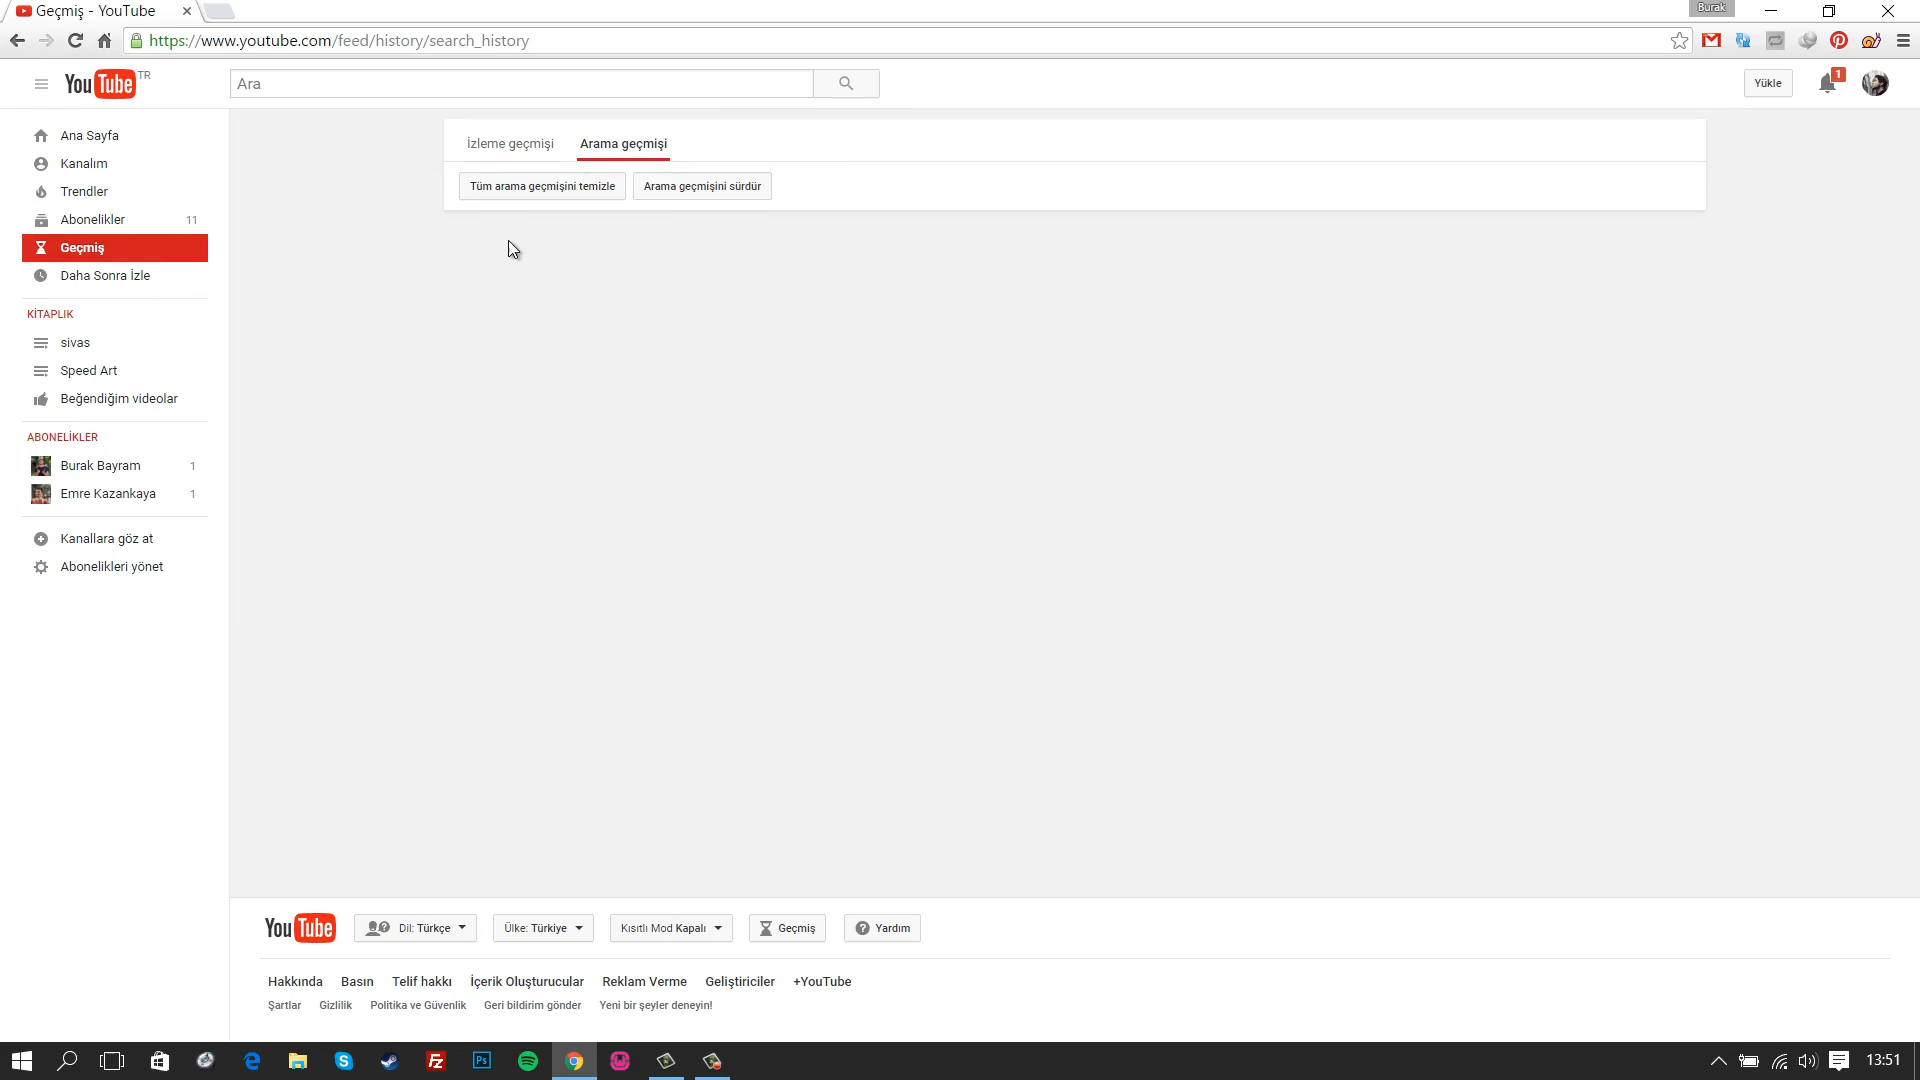 Geçmiş - YouTube
Burak
https://www.youtube.com/feed/history/search_history
YouTube TR
Ara
Yükle
1
Ana Sayfa
Kanalım
Trendler
Abonelikler 11
Geçmiş
Daha Sonra İzle
KİTAPLIK
sivas
Speed Art
Beğendiğim videolar
ABONELİKLER
Burak Bayram 1
Emre Kazankaya 1
Kanallara göz at
Abonelikleri yönet
İzleme geçmişi Arama geçmişi
Tüm arama geçmişini temizle Arama geçmişini sürdür
YouTube Dil: Türkçe Ülke: Türkiye Kısıtlı Mod Kapalı Geçmiş Yardım
Hakkında Basın Telif hakkı İçerik Oluşturucular Reklam Verme Geliştiriciler +YouTube
Şartlar Gizlilik Politika ve Güvenlik Geri bildirim gönder Yeni bir şeyler deneyin!
Fz
Ps
13:51